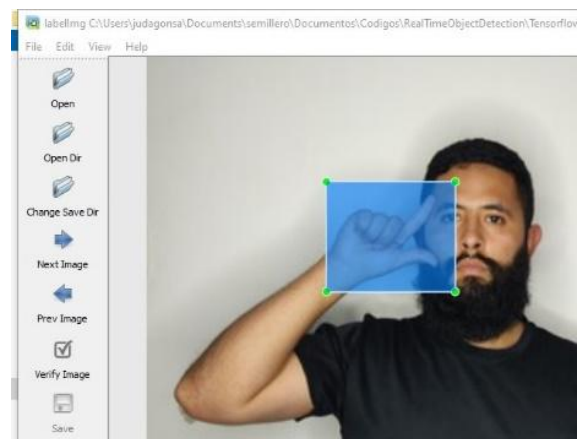 labelImg C:\Users\judagonsa\Documents\semillero\Documentos\Codigos\RealTimeObjectDetection\Tensorflow
File Edit View Help
Open
Open Dir
Change Save Dir
Next Image
Prev Image
Verify Image
Save